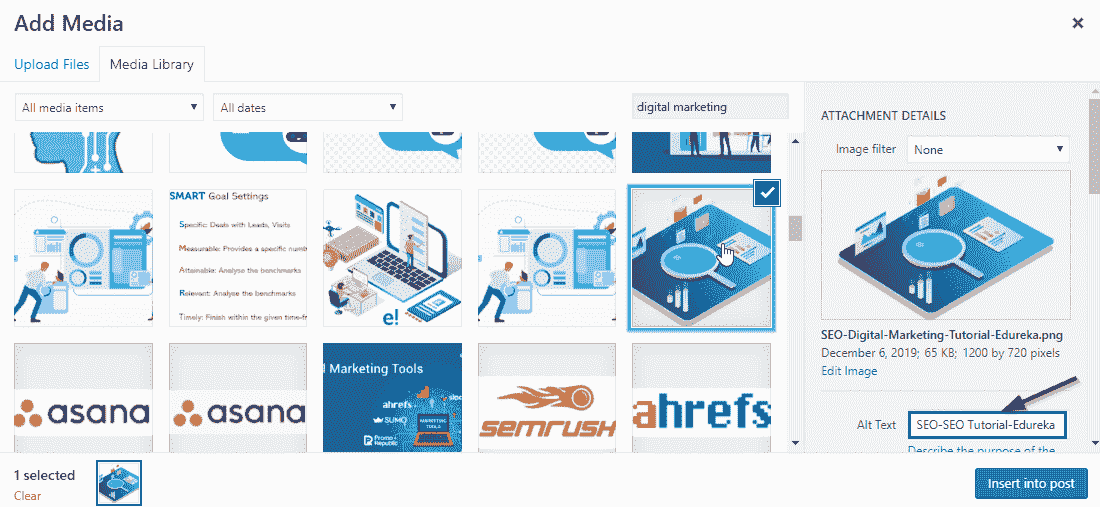 Add Media
Upload Files
Media Library
All media items
All dates
digital marketing
ATTACHMENT DETAILS
Image filter
None
SMART Goal Settings
Specific: Deals with Leads, Visits
Measurable: Provides a specific num
Attainable: Analyse the benchmarks
Relevant: Analyse the benchmarks
Timely: Finish within the given time-f
e!
SEO-Digital-Marketing-Tutorial-Edureka.png
December 6, 2019; 65 KB; 1200 by 720 pixels
Edit Image
asana
asana
l Marketing Tools
ahrefs
SUMO
Promo
Republic
MARKETING
TOOLS
SEMRUSH
ahrefs
Alt Text
SEO-SEO Tutorial-Edureka
Describe the purpose of the
1 selected
Clear
Insert into post